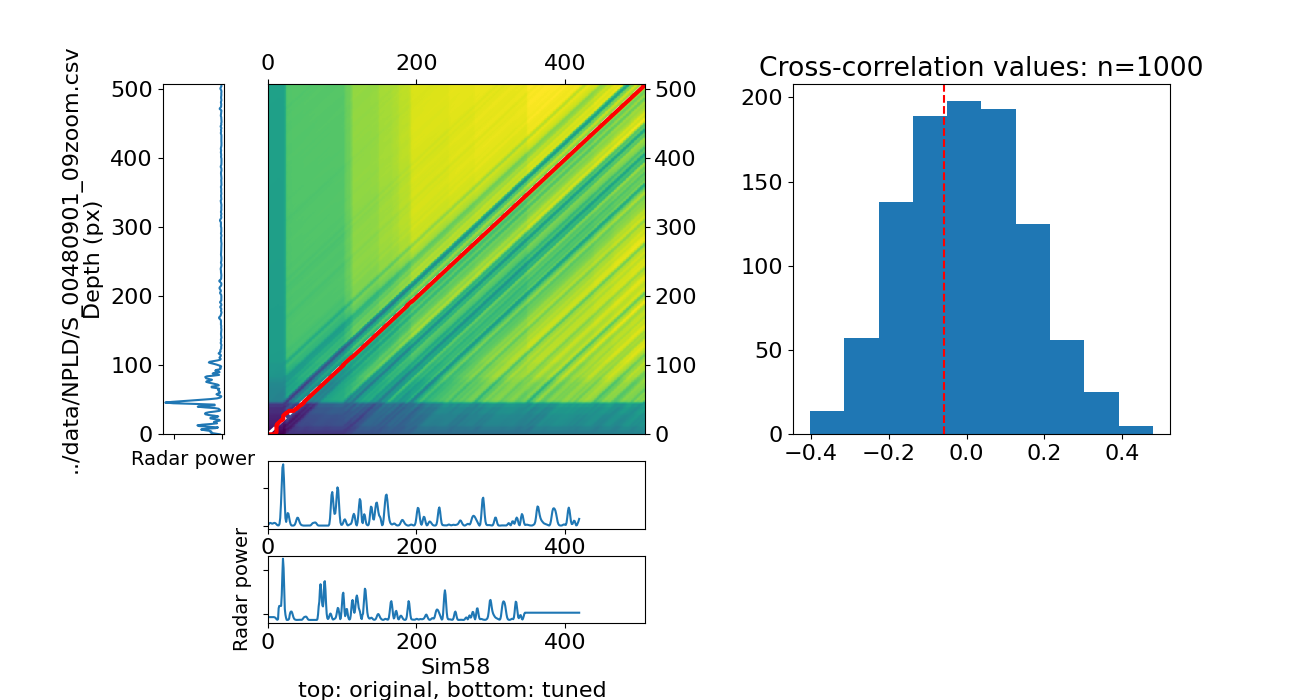 ../data/NPLD/S_00480901_09zoom.csv
Depth (px)
0 200 400
500
400
300
200
100
0
500
400
300
200
100
0
Radar power
0 200 400
Radar power
0 200 400
Sim58
top: original, bottom: tuned
Cross-correlation values: n=1000
200
150
100
50
0
−0.4 −0.2 0.0 0.2 0.4